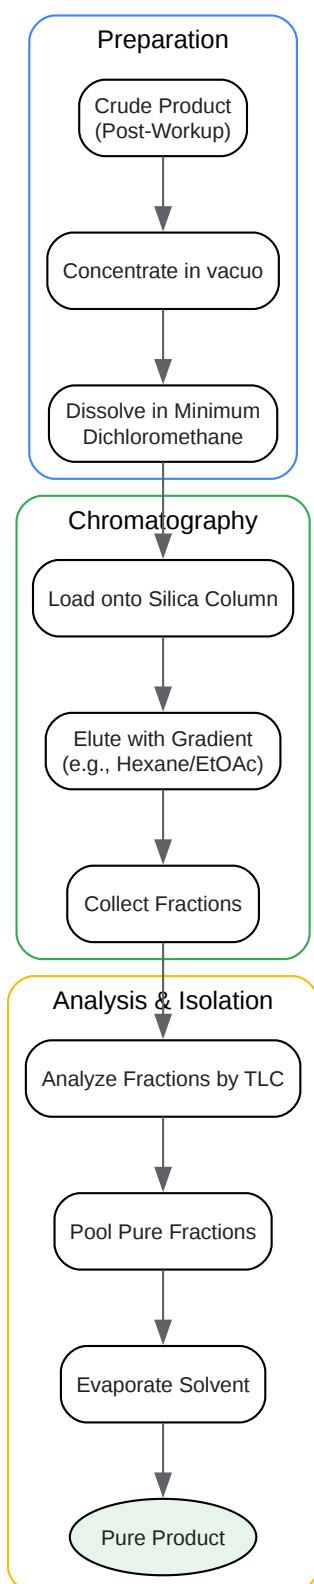 Preparation
Crude Product
(Post-Workup)
Concentrate in vacuo
Dissolve in Minimum
Dichloromethane
Chromatography
Load onto Silica Column
Elute with Gradient
(e.g., Hexane/EtOAc)
Collect Fractions
Analysis & Isolation
Analyze Fractions by TLC
Pool Pure Fractions
Evaporate Solvent
Pure Product